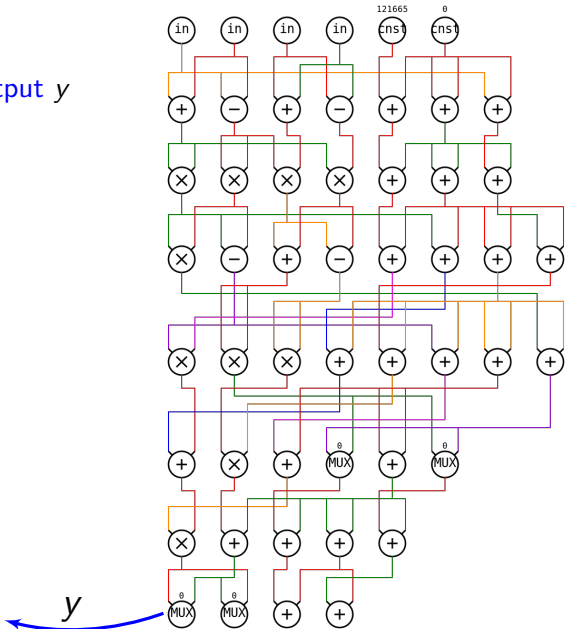 121665 0
in in in in cnst cnst
tput y
+ − + − + + +
× × × × + + +
× − + − + + + +
× × × + + + + +
0 0
+ × + MUX + MUX
× + + + +
0 0
y MUX MUX + +